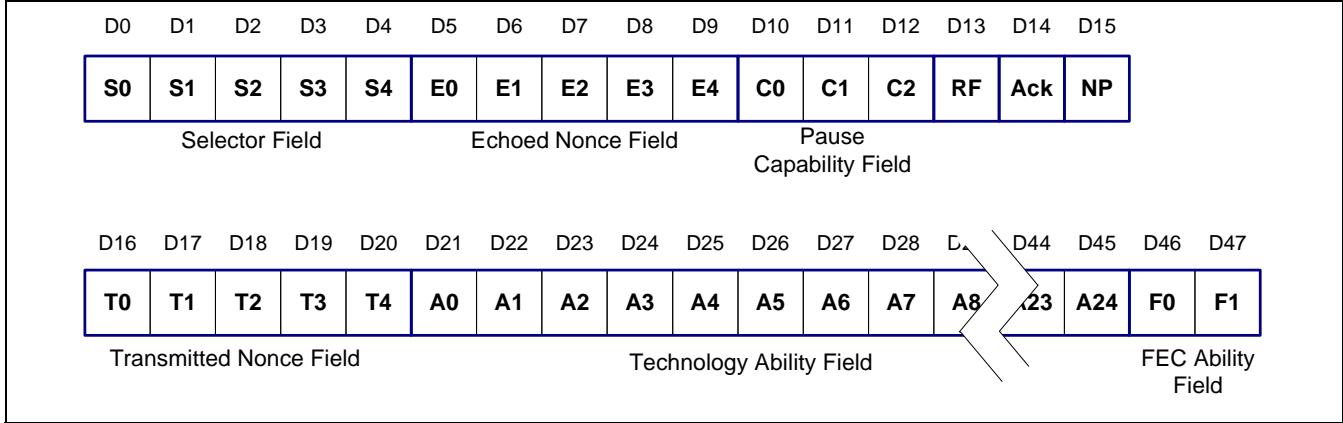 D0 D1 D2 D3 D4 D5 D6 D7 D8 D9 D10 D11 D12 D13 D14 D15
S0 S1 S2 S3 S4 E0 E1 E2 E3 E4 C0 C1 C2 RF Ack NP
Selector Field Echoed Nonce Field Pause
Capability Field
D16 D17 D18 D19 D20 D21 D22 D23 D24 D25 D26 D27 D28 D44 D45 D46 D47
T0 T1 T2 T3 T4 A0 A1 A2 A3 A4 A5 A6 A7 A8 A23 A24 F0 F1
Transmitted Nonce Field Technology Ability Field FEC Ability
Field